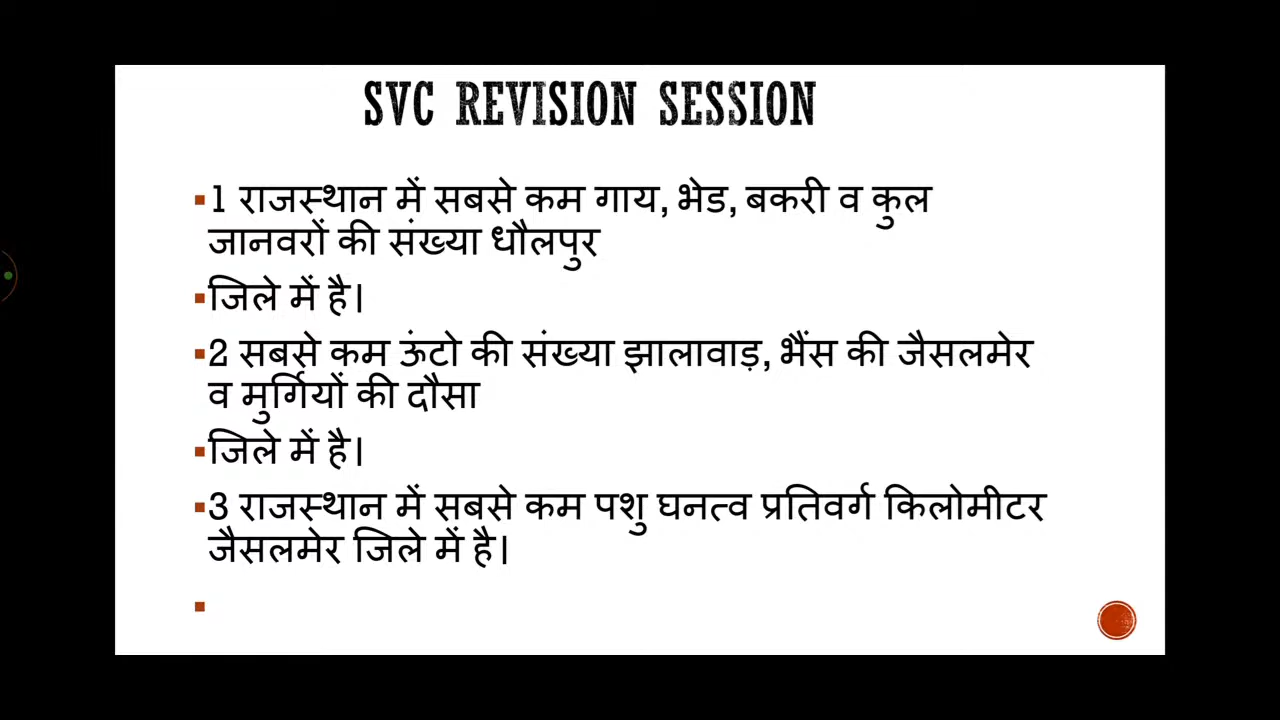 SVC REVISION SESSION
1 राजस्थान में सबसे कम गाय, भेड, बकरी व कुल
जानवरों की संख्या धौलपुर
जिले में है।
2 सबसे कम ऊंटो की संख्या झालावाड़, भैंस की जैसलमेर
व मुर्गियों की दौसा
जिले में है।
3 राजस्थान में सबसे कम पशु घनत्व प्रतिवर्ग किलोमीटर
जैसलमेर जिले में है।